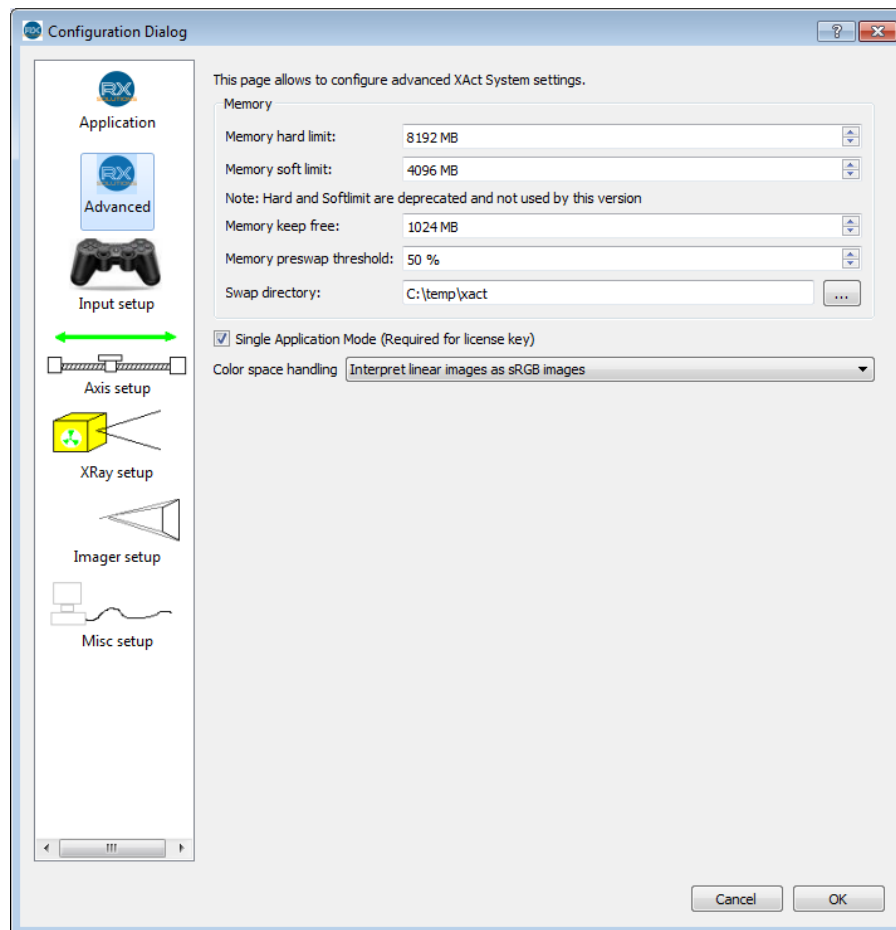 Configuration Dialog
RX
SOLUTIONS
Application
RX
SOLUTIONS
Advanced
Input setup
Axis setup
XRay setup
Imager setup
Misc setup
This page allows to configure advanced XAct System settings.
Memory
Memory hard limit: 8192 MB
Memory soft limit: 4096 MB
Note: Hard and Softlimit are deprecated and not used by this version
Memory keep free: 1024 MB
Memory preswap threshold: 50 %
Swap directory: C:\temp\xact ...
Single Application Mode (Required for license key)
Color space handling Interpret linear images as sRGB images
Cancel OK